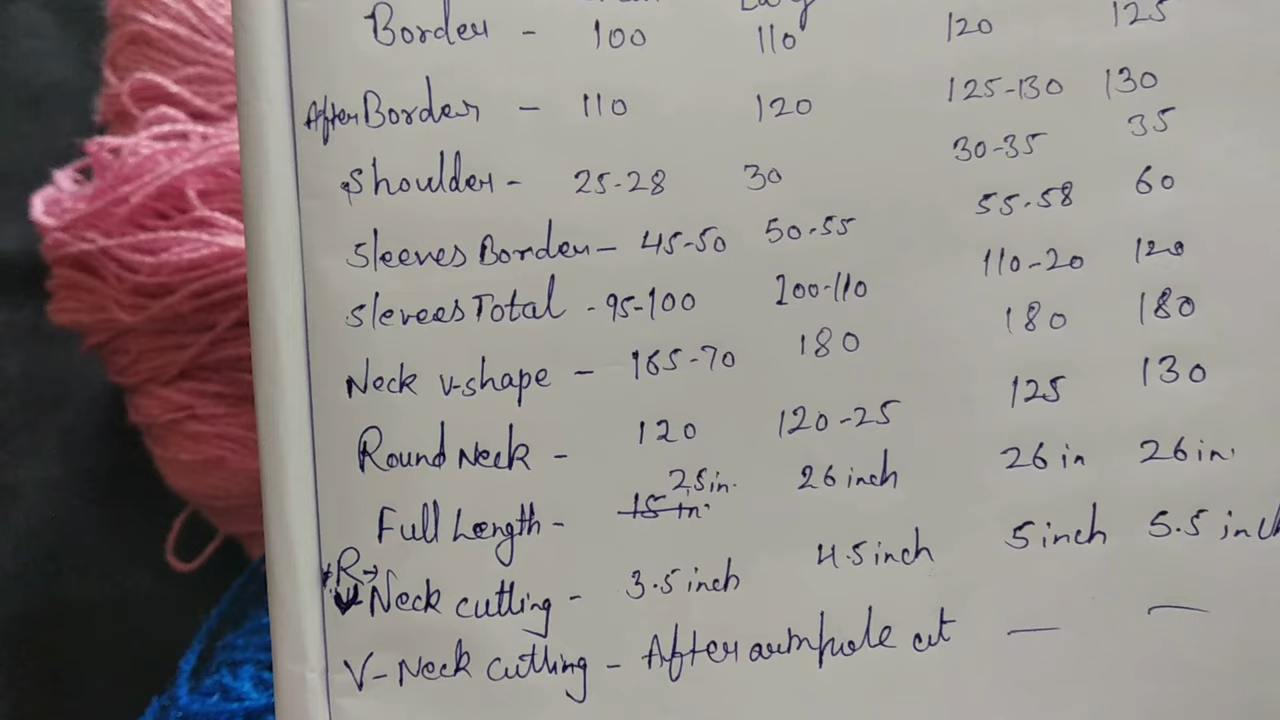 Border - 100 110 120 125
After Border - 110 120 125-130 130
Shoulder - 25-28 30 30-35 35
Sleeves Border - 45-50 50-55 55-58 60
Slevees Total - 95-100 100-110 110-20 120
Neck v-shape - 165-70 180 180 180
Round Neck - 120 120-25 125 130
Full Length - 15 in. 25in. 26 inch 26 in 26 in.
R→ Neck cutting - 3.5 inch 4.5 inch 5 inch 5.5 inch
V-Neck cutting - After armhole cut — —